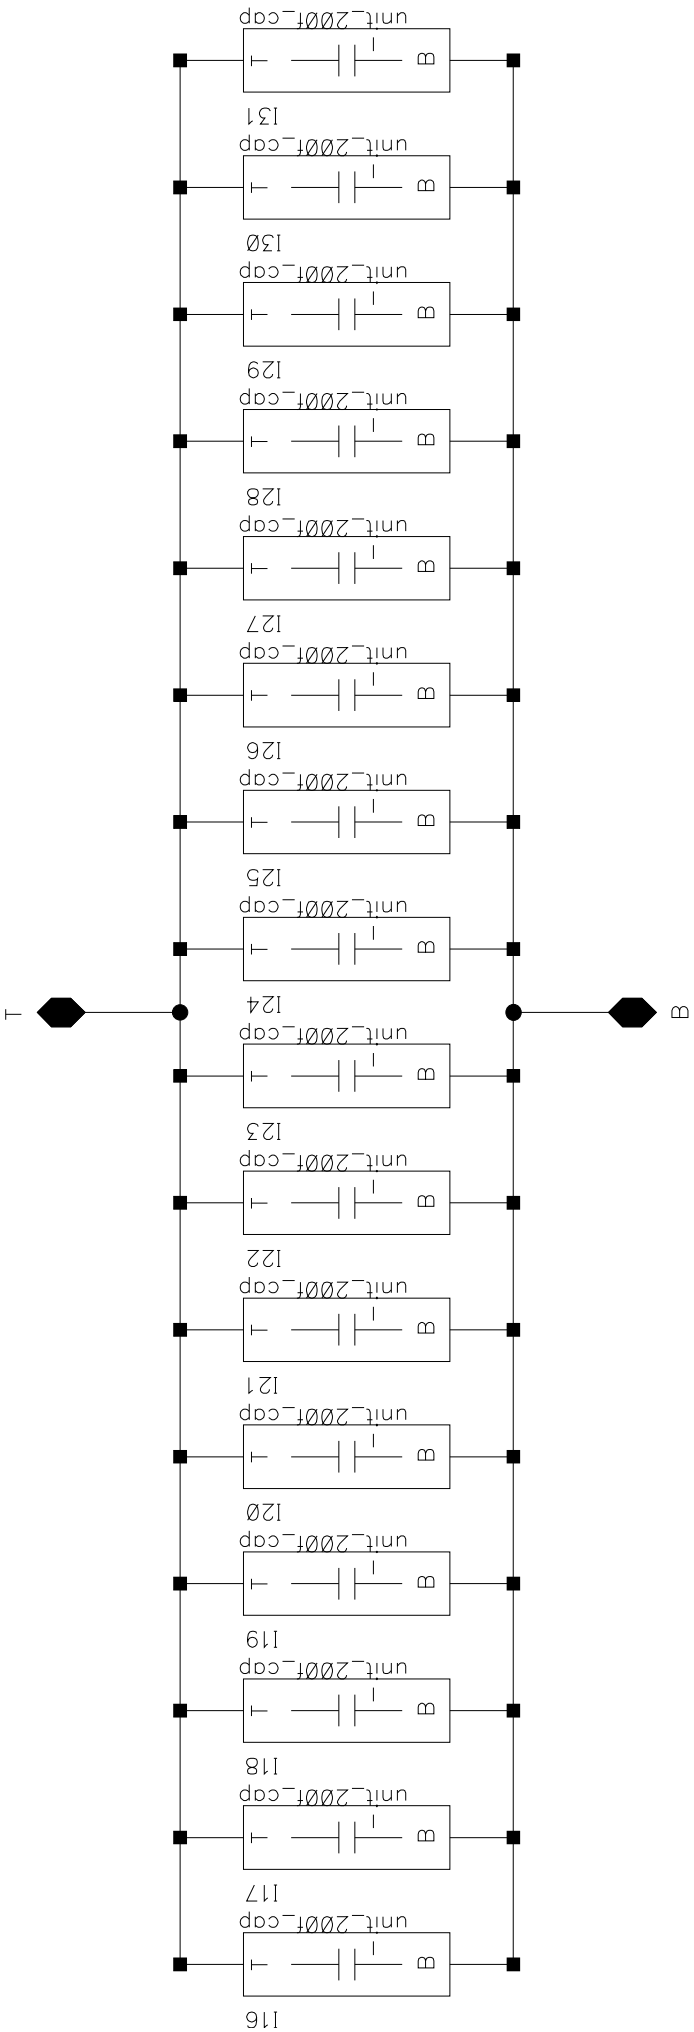 unit_200f_cap
T B
I31
unit_200f_cap
T B
I30
unit_200f_cap
T B
I29
unit_200f_cap
T B
I28
unit_200f_cap
T B
I27
unit_200f_cap
T B
I26
unit_200f_cap
T B
I25
unit_200f_cap
T B
I24
T
B
unit_200f_cap
T B
I23
unit_200f_cap
T B
I22
unit_200f_cap
T B
I21
unit_200f_cap
T B
I20
unit_200f_cap
T B
I19
unit_200f_cap
T B
I18
unit_200f_cap
T B
I17
unit_200f_cap
T B
I16